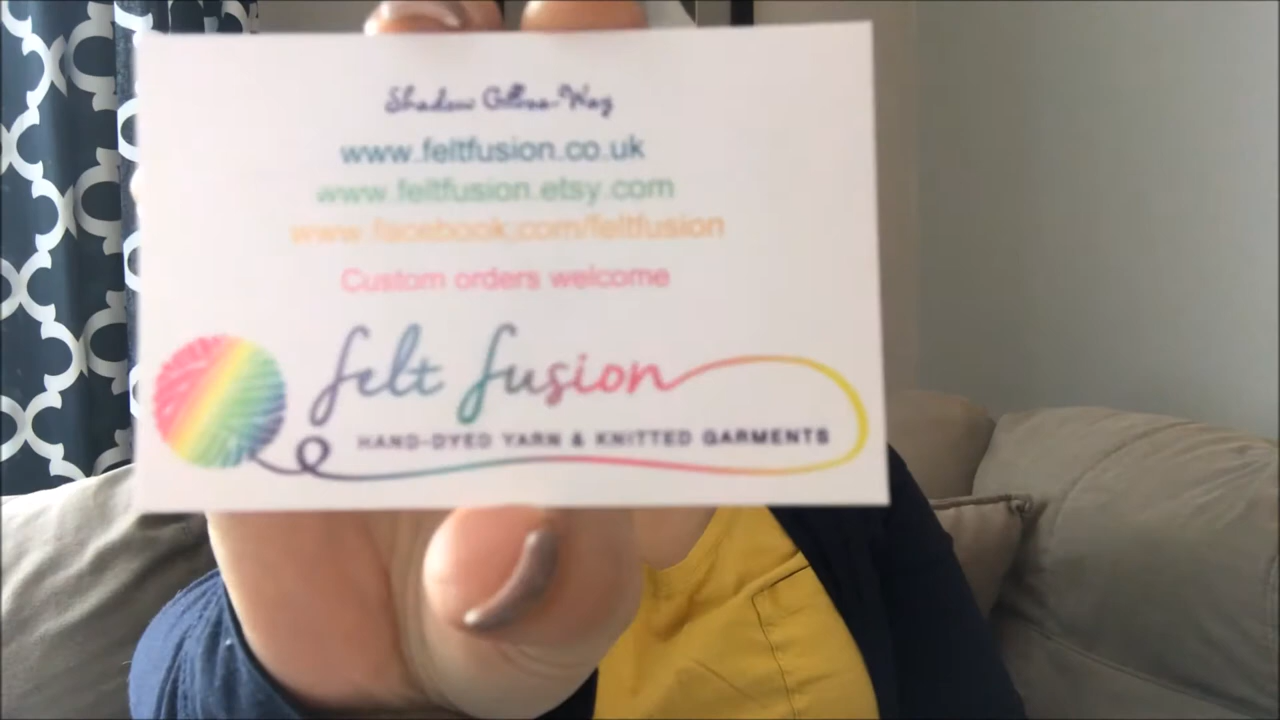 Shadow
www.feltfusion.co.uk
www.feltfusion.etsy.com
www.facebook.com/feltfusion
Custom orders welcome
felt fusion
HAND-DYED YARN & KNITTED GARMENTS